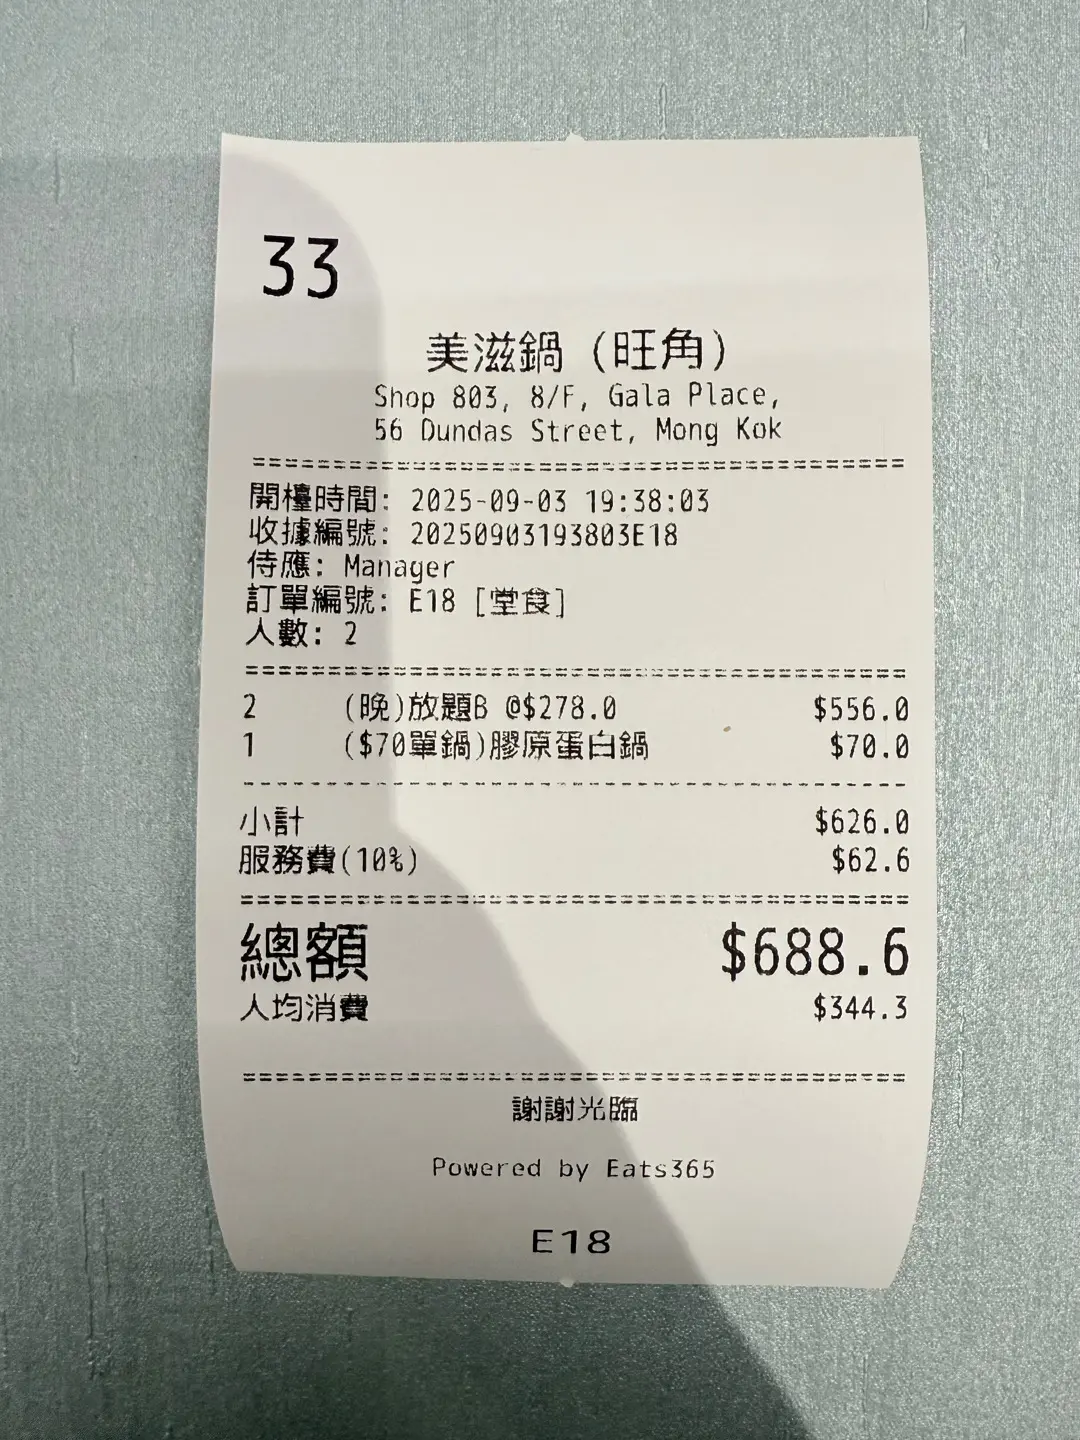 33
美滋鍋 (旺角)
Shop 803, 8/F, Gala Place,
56 Dundas Street, Mong Kok
開檯時間: 2025-09-03 19:38:03
收據編號: 20250903193803E18
侍應: Manager
訂單編號: E18 [堂食]
人數: 2
2 (晚)放題B @$278.0 $556.0
1 ($70單鍋)膠原蛋白鍋 $70.0
小計 $626.0
服務費(10%) $62.6
總額 $688.6
人均消費 $344.3
謝謝光臨
Powered by Eats365
E18